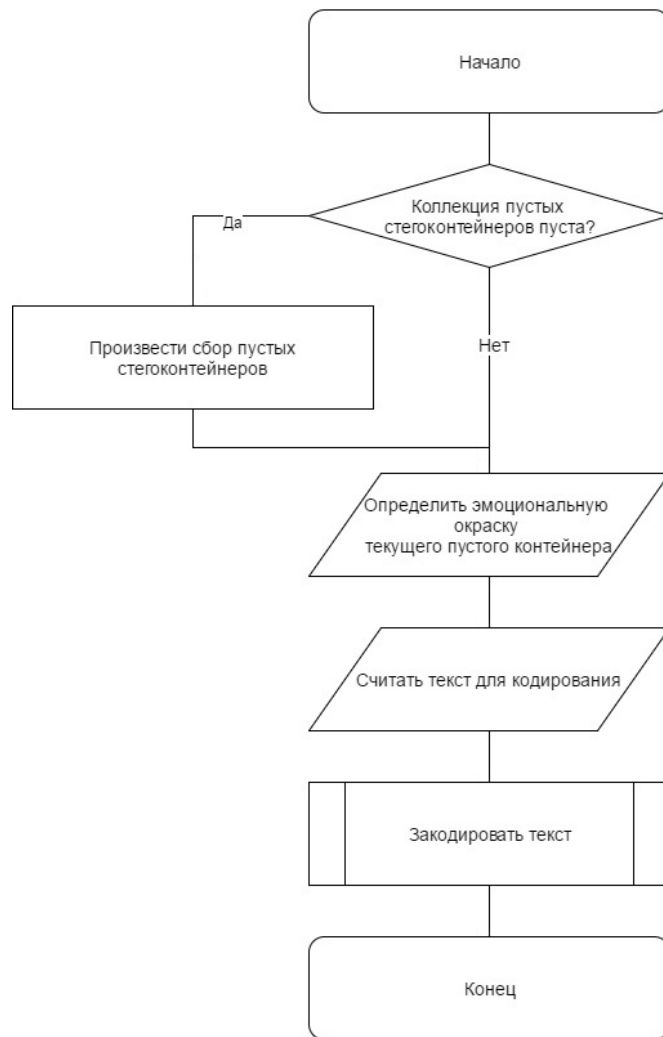 Начало
Коллекция пустых
стегоконтейнеров пуста?
Да
Произвести сбор пустых
стегоконтейнеров
Нет
Определить эмоциональную
окраску
текущего пустого контейнера
Считать текст для кодирования
Закодировать текст
Конец